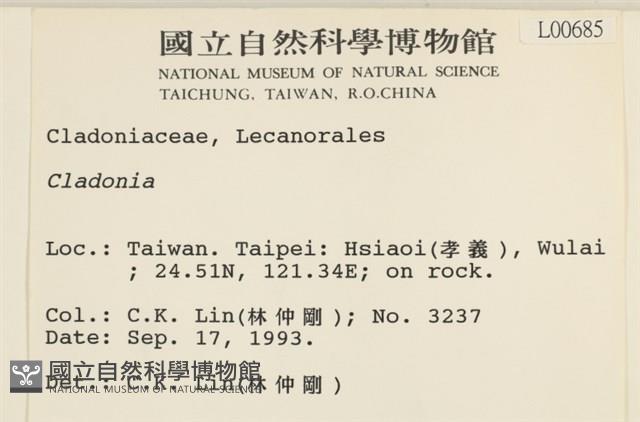 L00685
國立自然科學博物館
NATIONAL MUSEUM OF NATURAL SCIENCE
TAICHUNG, TAIWAN, R.O.CHINA
Cladoniaceae, Lecanorales
Cladonia
Loc.: Taiwan. Taipei: Hsiaoi(孝義), Wulai
; 24.51N, 121.34E; on rock.
Col.: C.K. Lin(林仲剛); No. 3237
Date: Sep. 17, 1993.
國立自然科學博物館
NATIONAL MUSEUM OF NATURAL SCIENCE
Det.: C.K. Lin(林仲剛)